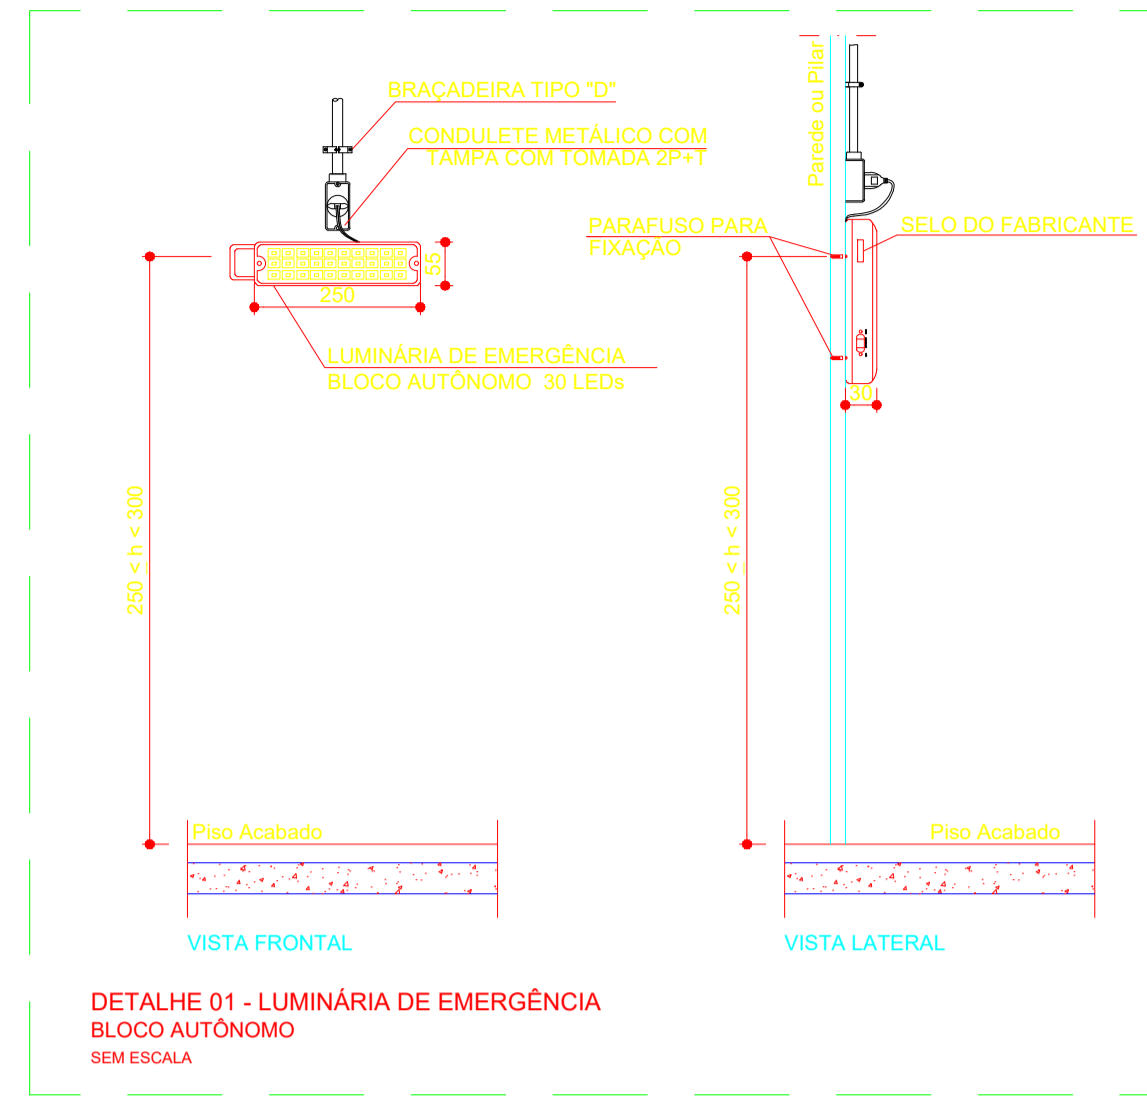 BRAÇADEIRA TIPO "D"
CONDULETE METÁLICO COM
TAMPA COM TOMADA 2P+T
250
55
LUMINÁRIA DE EMERGÊNCIA
BLOCO AUTÔNOMO 30 LEDs
250 ≤ h < 300
Piso Acabado
VISTA FRONTAL
Parede ou Pilar
PARAFUSO PARA
FIXAÇÃO
SELO DO FABRICANTE
30
250 ≤ h < 300
Piso Acabado
VISTA LATERAL
DETALHE 01 - LUMINÁRIA DE EMERGÊNCIA
BLOCO AUTÔNOMO
SEM ESCALA